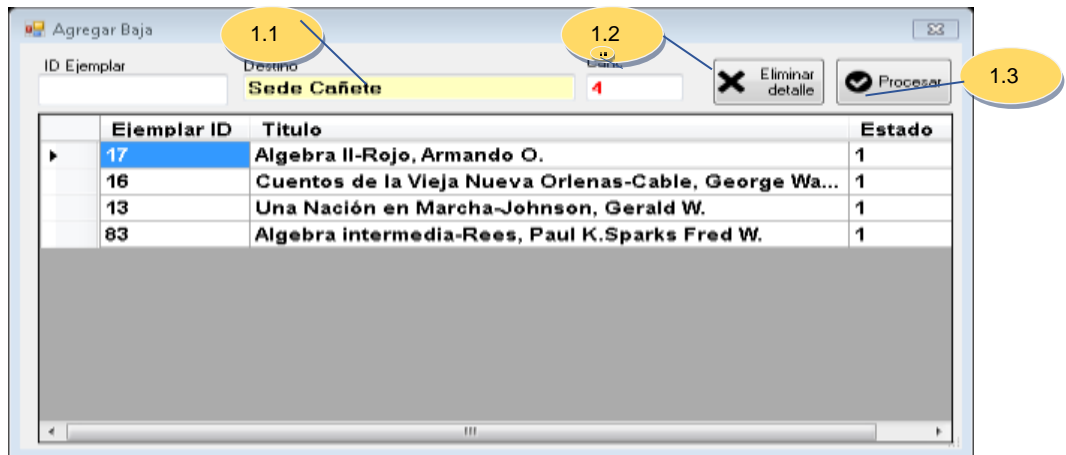 Agregar Baja
1.1
1.2
1.3
ID Ejemplar
Destino
Sede Cañete
4
Eliminar detalle
Procesar
Ejemplar ID Titulo Estado
17 Algebra II-Rojo, Armando O. 1
16 Cuentos de la Vieja Nueva Orlenas-Cable, George Wa... 1
13 Una Nación en Marcha-Johnson, Gerald W. 1
83 Algebra intermedia-Rees, Paul K.Sparks Fred W. 1